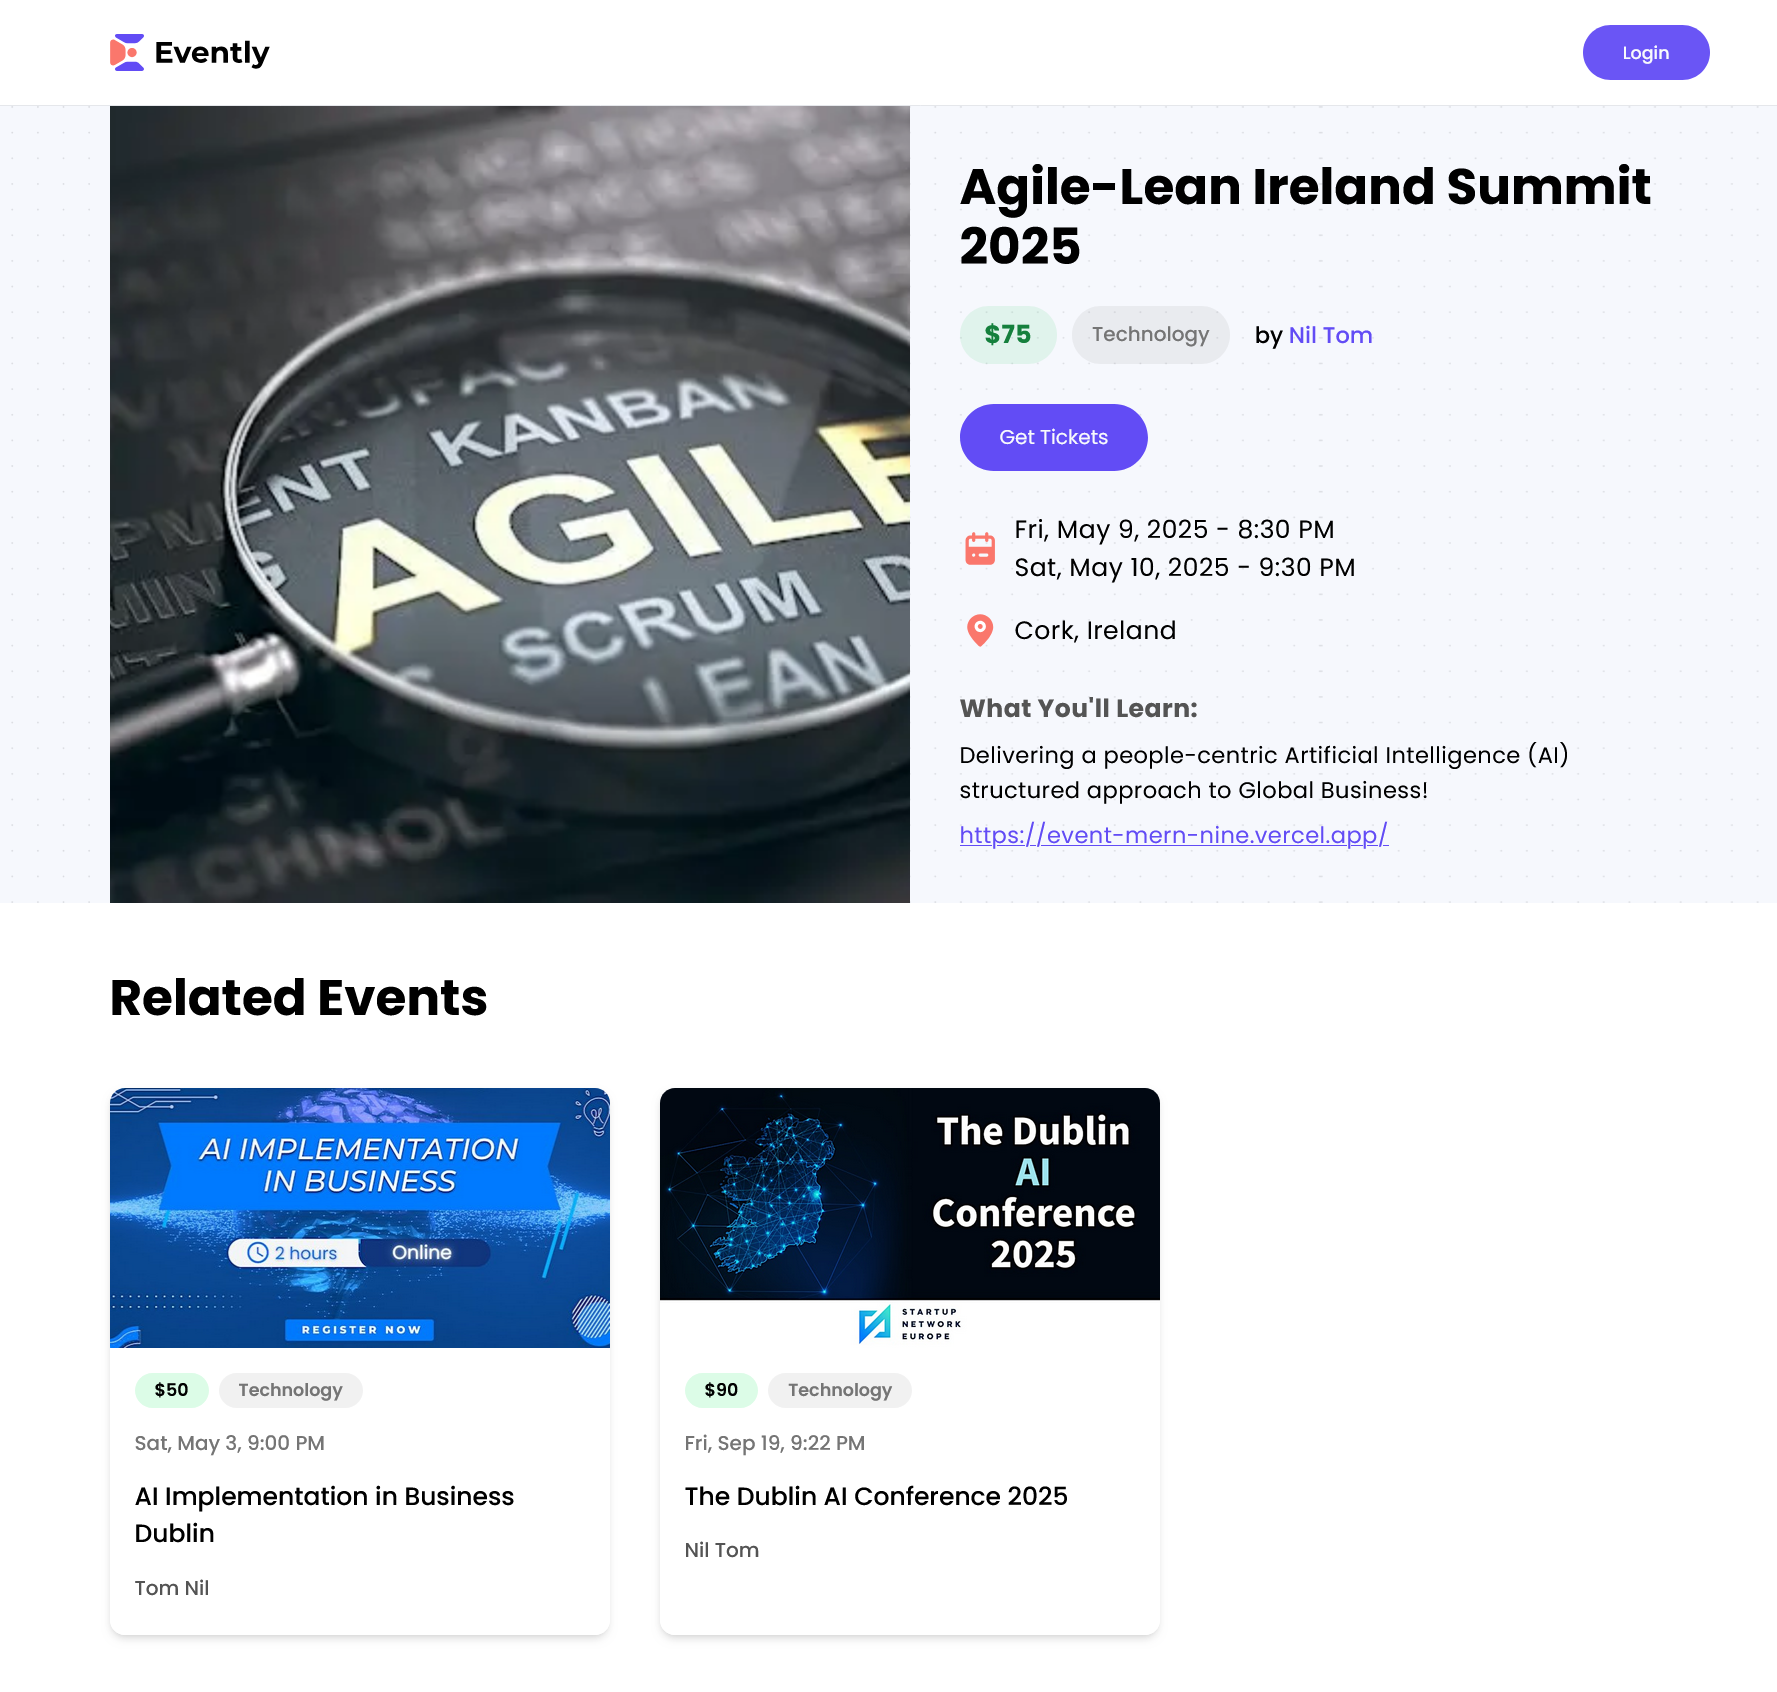 Evently
Login
KANBAN
AGILE
SCRUM
LEAN
Agile-Lean Ireland Summit
2025
$75
Technology
by Nil Tom
Get Tickets
Fri, May 9, 2025 - 8:30 PM
Sat, May 10, 2025 - 9:30 PM
Cork, Ireland
What You'll Learn:
Delivering a people-centric Artificial Intelligence (AI)
structured approach to Global Business!
https://event-mern-nine.vercel.app/
Related Events
AI IMPLEMENTATION
IN BUSINESS
2 hours
Online
REGISTER NOW
$50
Technology
Sat, May 3, 9:00 PM
AI Implementation in Business
Dublin
Tom Nil
The Dublin
AI
Conference
2025
STARTUP
NETWORK
EUROPE
$90
Technology
Fri, Sep 19, 9:22 PM
The Dublin AI Conference 2025
Nil Tom